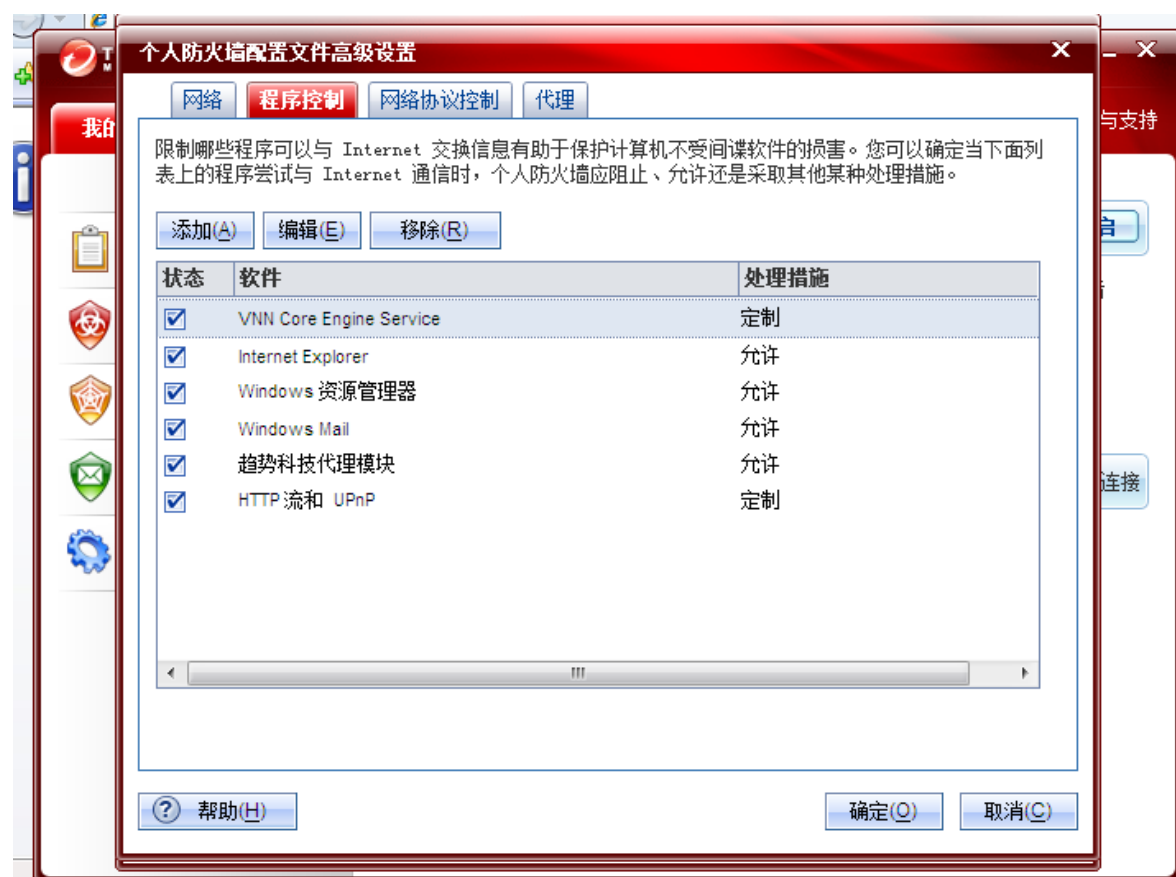 个人防火墙配置文件高级设置
我的
与支持
网络 程序控制 网络协议控制 代理
限制哪些程序可以与 Internet 交换信息有助于保护计算机不受间谍软件的损害。您可以确定当下面列
表上的程序尝试与 Internet 通信时，个人防火墙应阻止、允许还是采取其他某种处理措施。
添加(A) 编辑(E) 移除(R)
启
状态 软件 处理措施
VNN Core Engine Service 定制
Internet Explorer 允许
Windows 资源管理器 允许
Windows Mail 允许
趋势科技代理模块 允许
连接
HTTP 流和 UPnP 定制
帮助(H) 确定(O) 取消(C)